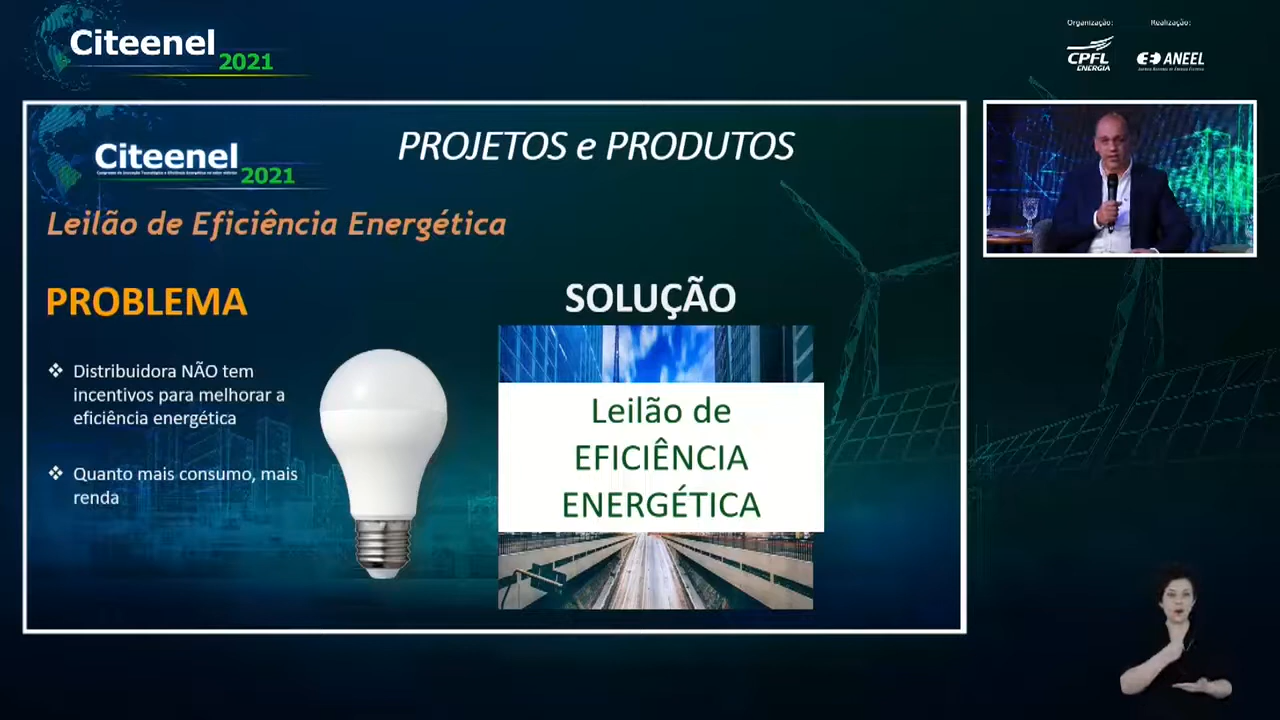 Citeenel
2021
Organização:
Realização:
CPFL
ENERGIA
ANEEL
Citeenel
2021
PROJETOS e PRODUTOS
Leilão de Eficiência Energética
PROBLEMA
❖ Distribuidora NÃO tem
incentivos para melhorar a
eficiência energética
❖ Quanto mais consumo, mais
renda
SOLUÇÃO
Leilão de
EFICIÊNCIA
ENERGÉTICA